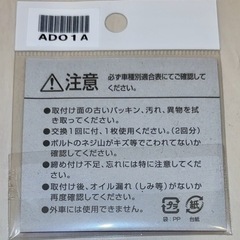 AD01A
⚠注意 必ず車種別適合表にてご確認して
ください。
●取付け面の古いパッキン、汚れ、異物を拭
き取ってください。
●交換1回に付、1枚使用ください。(2回分)
●ボルトのネジ山がキズ等でこわれてないか
確認してください。
●締め付け不足、忘れには特に注意してくだ
さい。
●取付け後、オイル漏れ(しみ等)がないか
再度確認してください。
●外車には使用できません。
プラ 紙
袋:PP 台紙